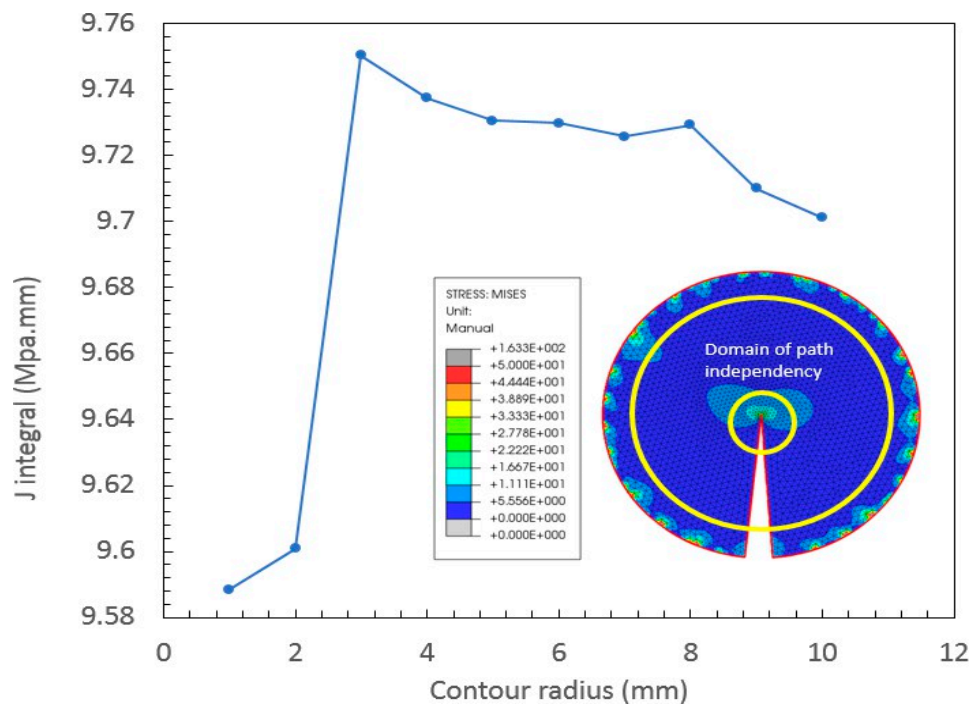 9.76
9.74
9.72
9.7
9.68
9.66
9.64
9.62
9.6
9.58
J integral (Mpa.mm)
0
2
4
6
8
10
12
Contour radius (mm)
STRESS: MISES
Unit:
Manual
+1.633E+002
+5.000E+001
+4.444E+001
+3.889E+001
+3.333E+001
+2.778E+001
+2.222E+001
+1.667E+001
+1.111E+001
+5.556E+000
+0.000E+000
+0.000E+000
Domain of path
independency